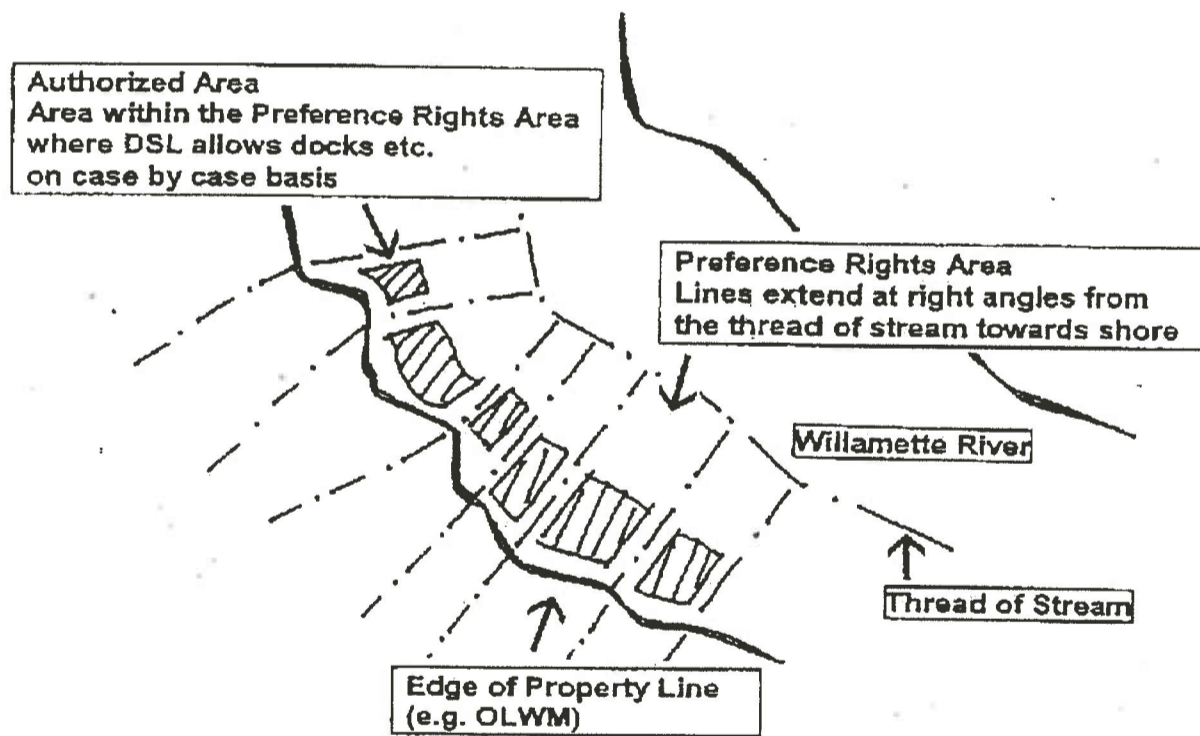 Authorized Area
Area within the Preference Rights Area
where DSL allows docks etc.
on case by case basis
Preference Rights Area
Lines extend at right angles from
the thread of stream towards shore
Willamette River
Thread of Stream
Edge of Property Line
(e.g. OLWM)